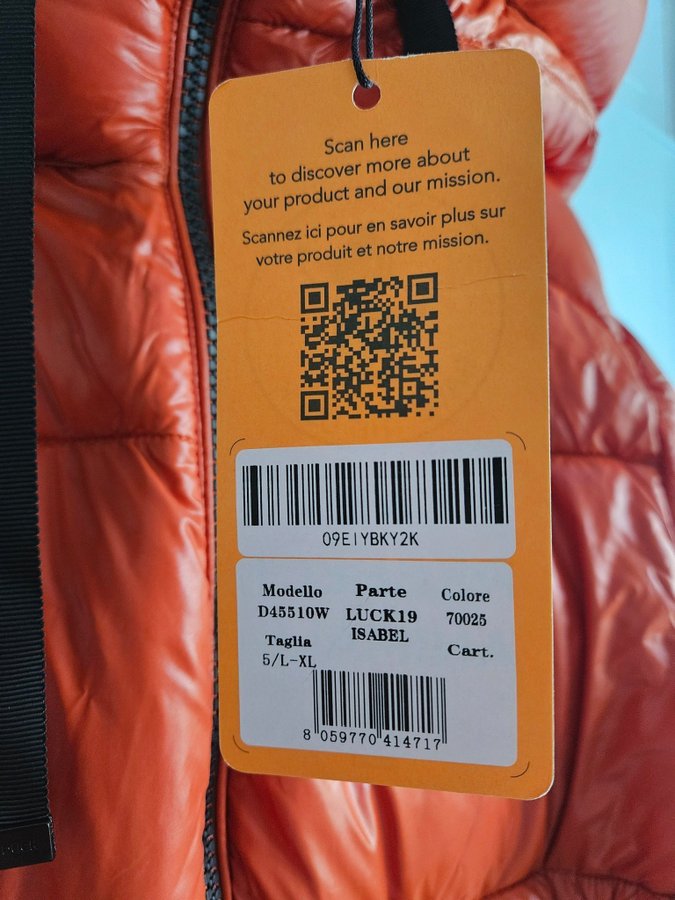 Scan here
to discover more about
your product and our mission.
Scannez ici pour en savoir plus sur
votre produit et notre mission.
09EIYBKY2K
Modello Parte Colore
D45510W LUCK19 70025
ISABEL
Taglia Cart.
5/L-XL
8 059770 414717